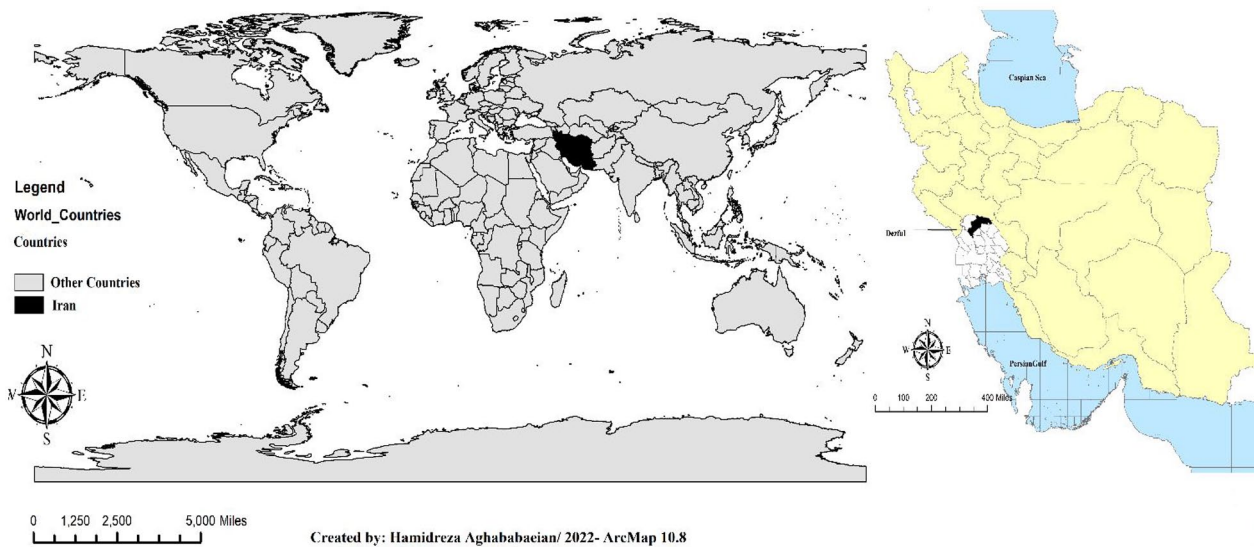 Legend
World_Countries
Countries
Other Countries
Iran
N
W E
S
0 1,250 2,500 5,000 Miles
Created by: Hamidreza Aghababaeian/ 2022- ArcMap 10.8
Caspian Sea
Dezful
N
W E
S
PersianGulf
0 100 200 400 Miles